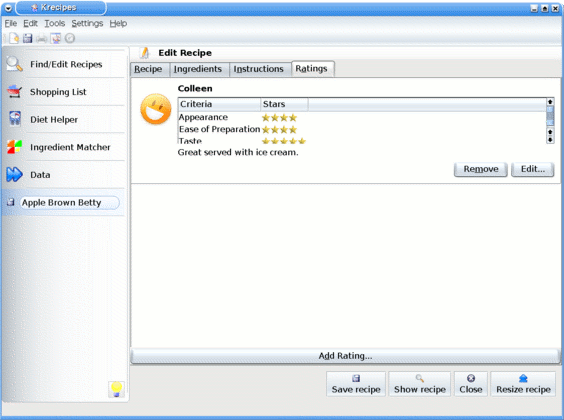 Krecipes
File Edit Tools Settings Help
Find/Edit Recipes
Shopping List
Diet Helper
Ingredient Matcher
Data
Apple Brown Betty
Edit Recipe
Recipe Ingredients Instructions Ratings
Colleen
Criteria Stars
Appearance
Ease of Preparation
Taste
Great served with ice cream.
Remove Edit...
Add Rating...
Save recipe Show recipe Close Resize recipe